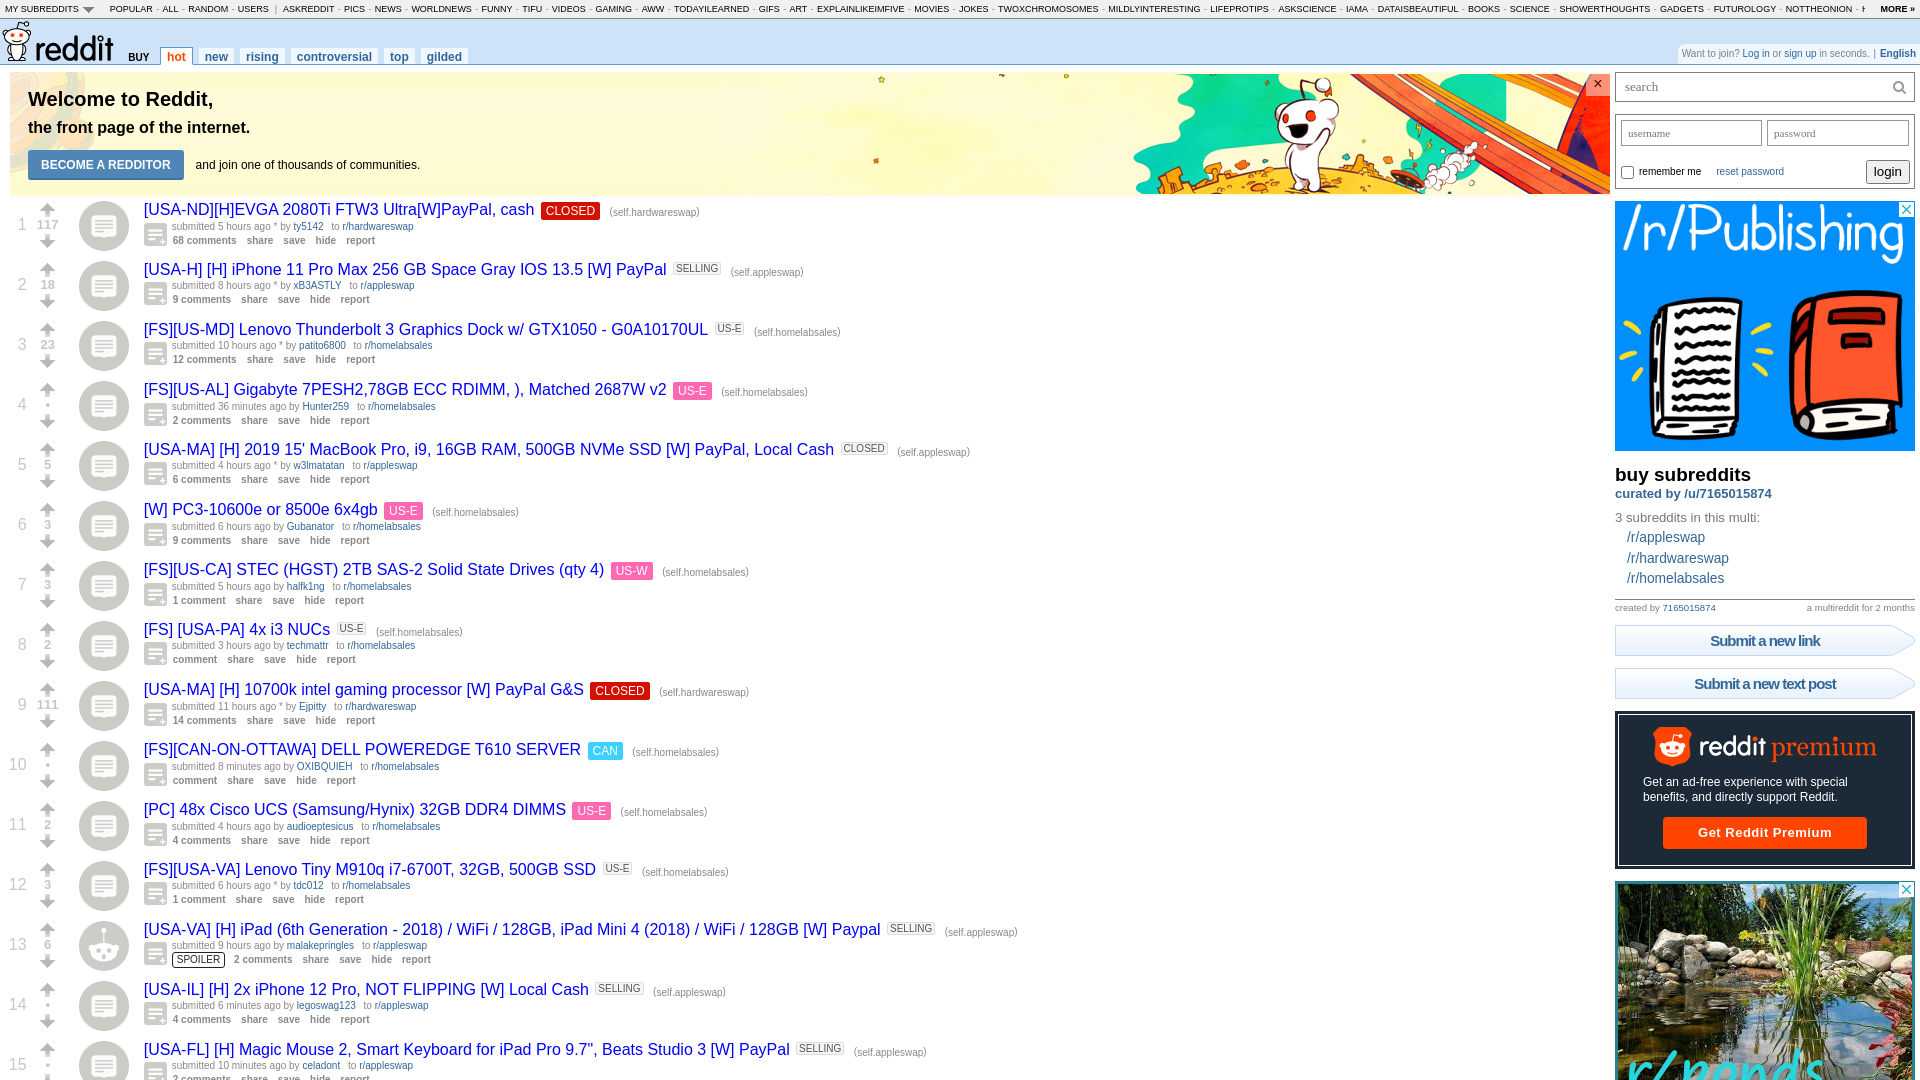 MY SUBREDDITS POPULAR - ALL - RANDOM - USERS | ASKREDDIT - PICS - NEWS - WORLDNEWS - FUNNY - TIFU - VIDEOS - GAMING - AWW - TODAYILEARNED - GIFS - ART - EXPLAINLIKEIMFIVE - MOVIES - JOKES - TWOXCHROMOSOMES - MILDLYINTERESTING - LIFEPROTIPS - ASKSCIENCE - IAMA - DATAISBEAUTIFUL - BOOKS - SCIENCE - SHOWERTHOUGHTS - GADGETS - FUTUROLOGY - NOTTHEONION - MORE »
reddit BUY hot new rising controversial top gilded
Want to join? Log in or sign up in seconds. | English
Welcome to Reddit,
the front page of the internet.
BECOME A REDDITOR and join one of thousands of communities.
×
1
117
[USA-ND][H]EVGA 2080Ti FTW3 Ultra[W]PayPal, cash CLOSED (self.hardwareswap)
submitted 5 hours ago * by ty5142 to r/hardwareswap
68 comments share save hide report
2
18
[USA-H] [H] iPhone 11 Pro Max 256 GB Space Gray IOS 13.5 [W] PayPal SELLING (self.appleswap)
submitted 8 hours ago * by xB3ASTLY to r/appleswap
9 comments share save hide report
3
23
[FS][US-MD] Lenovo Thunderbolt 3 Graphics Dock w/ GTX1050 - G0A10170UL US-E (self.homelabsales)
submitted 10 hours ago * by patito6800 to r/homelabsales
12 comments share save hide report
4
•
[FS][US-AL] Gigabyte 7PESH2,78GB ECC RDIMM, ), Matched 2687W v2 US-E (self.homelabsales)
submitted 36 minutes ago by Hunter259 to r/homelabsales
2 comments share save hide report
5
5
[USA-MA] [H] 2019 15' MacBook Pro, i9, 16GB RAM, 500GB NVMe SSD [W] PayPal, Local Cash CLOSED (self.appleswap)
submitted 4 hours ago * by w3lmatatan to r/appleswap
6 comments share save hide report
6
3
[W] PC3-10600e or 8500e 6x4gb US-E (self.homelabsales)
submitted 6 hours ago by Gubanator to r/homelabsales
9 comments share save hide report
7
3
[FS][US-CA] STEC (HGST) 2TB SAS-2 Solid State Drives (qty 4) US-W (self.homelabsales)
submitted 5 hours ago by halfk1ng to r/homelabsales
1 comment share save hide report
8
2
[FS] [USA-PA] 4x i3 NUCs US-E (self.homelabsales)
submitted 3 hours ago by techmattr to r/homelabsales
comment share save hide report
9
111
[USA-MA] [H] 10700k intel gaming processor [W] PayPal G&S CLOSED (self.hardwareswap)
submitted 11 hours ago * by Ejpitty to r/hardwareswap
14 comments share save hide report
10
•
[FS][CAN-ON-OTTAWA] DELL POWEREDGE T610 SERVER CAN (self.homelabsales)
submitted 8 minutes ago by OXIBQUIEH to r/homelabsales
comment share save hide report
11
2
[PC] 48x Cisco UCS (Samsung/Hynix) 32GB DDR4 DIMMS US-E (self.homelabsales)
submitted 4 hours ago by audioeptesicus to r/homelabsales
4 comments share save hide report
12
3
[FS][USA-VA] Lenovo Tiny M910q i7-6700T, 32GB, 500GB SSD US-E (self.homelabsales)
submitted 6 hours ago * by tdc012 to r/homelabsales
1 comment share save hide report
13
6
[USA-VA] [H] iPad (6th Generation - 2018) / WiFi / 128GB, iPad Mini 4 (2018) / WiFi / 128GB [W] Paypal SELLING (self.appleswap)
submitted 9 hours ago by malakepringles to r/appleswap
SPOILER 2 comments share save hide report
14
•
[USA-IL] [H] 2x iPhone 12 Pro, NOT FLIPPING [W] Local Cash SELLING (self.appleswap)
submitted 6 minutes ago by legoswag123 to r/appleswap
4 comments share save hide report
15
•
[USA-FL] [H] Magic Mouse 2, Smart Keyboard for iPad Pro 9.7", Beats Studio 3 [W] PayPal SELLING (self.appleswap)
submitted 10 minutes ago by celadont to r/appleswap
2 comments share save hide report
search
username password
remember me reset password login
/r/Publishing
buy subreddits
curated by /u/7165015874
3 subreddits in this multi:
/r/appleswap
/r/hardwareswap
/r/homelabsales
created by 7165015874 a multireddit for 2 months
Submit a new link
Submit a new text post
reddit premium
Get an ad-free experience with special
benefits, and directly support Reddit.
Get Reddit Premium
r/ponds